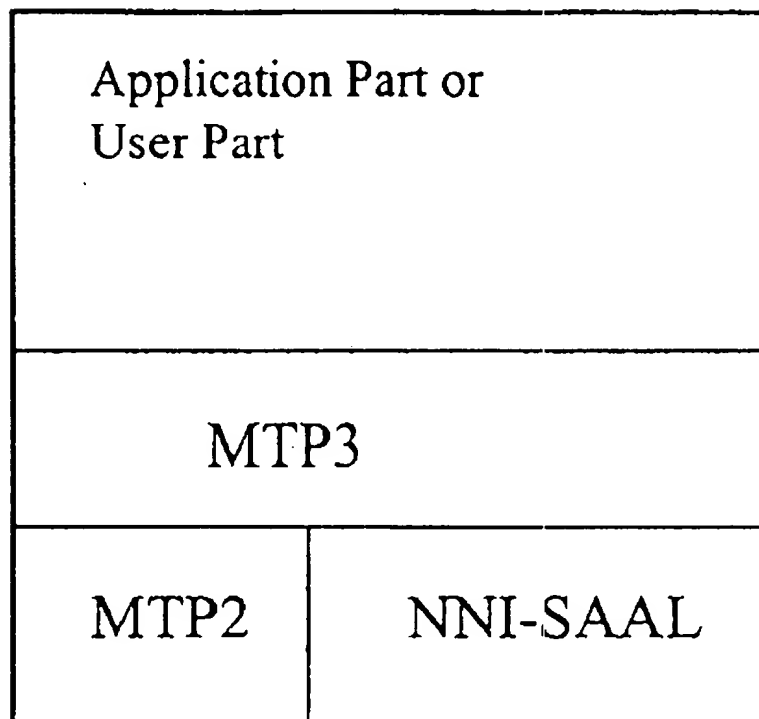 Application Part or
User Part
MTP3
MTP2
NNI-SAAL